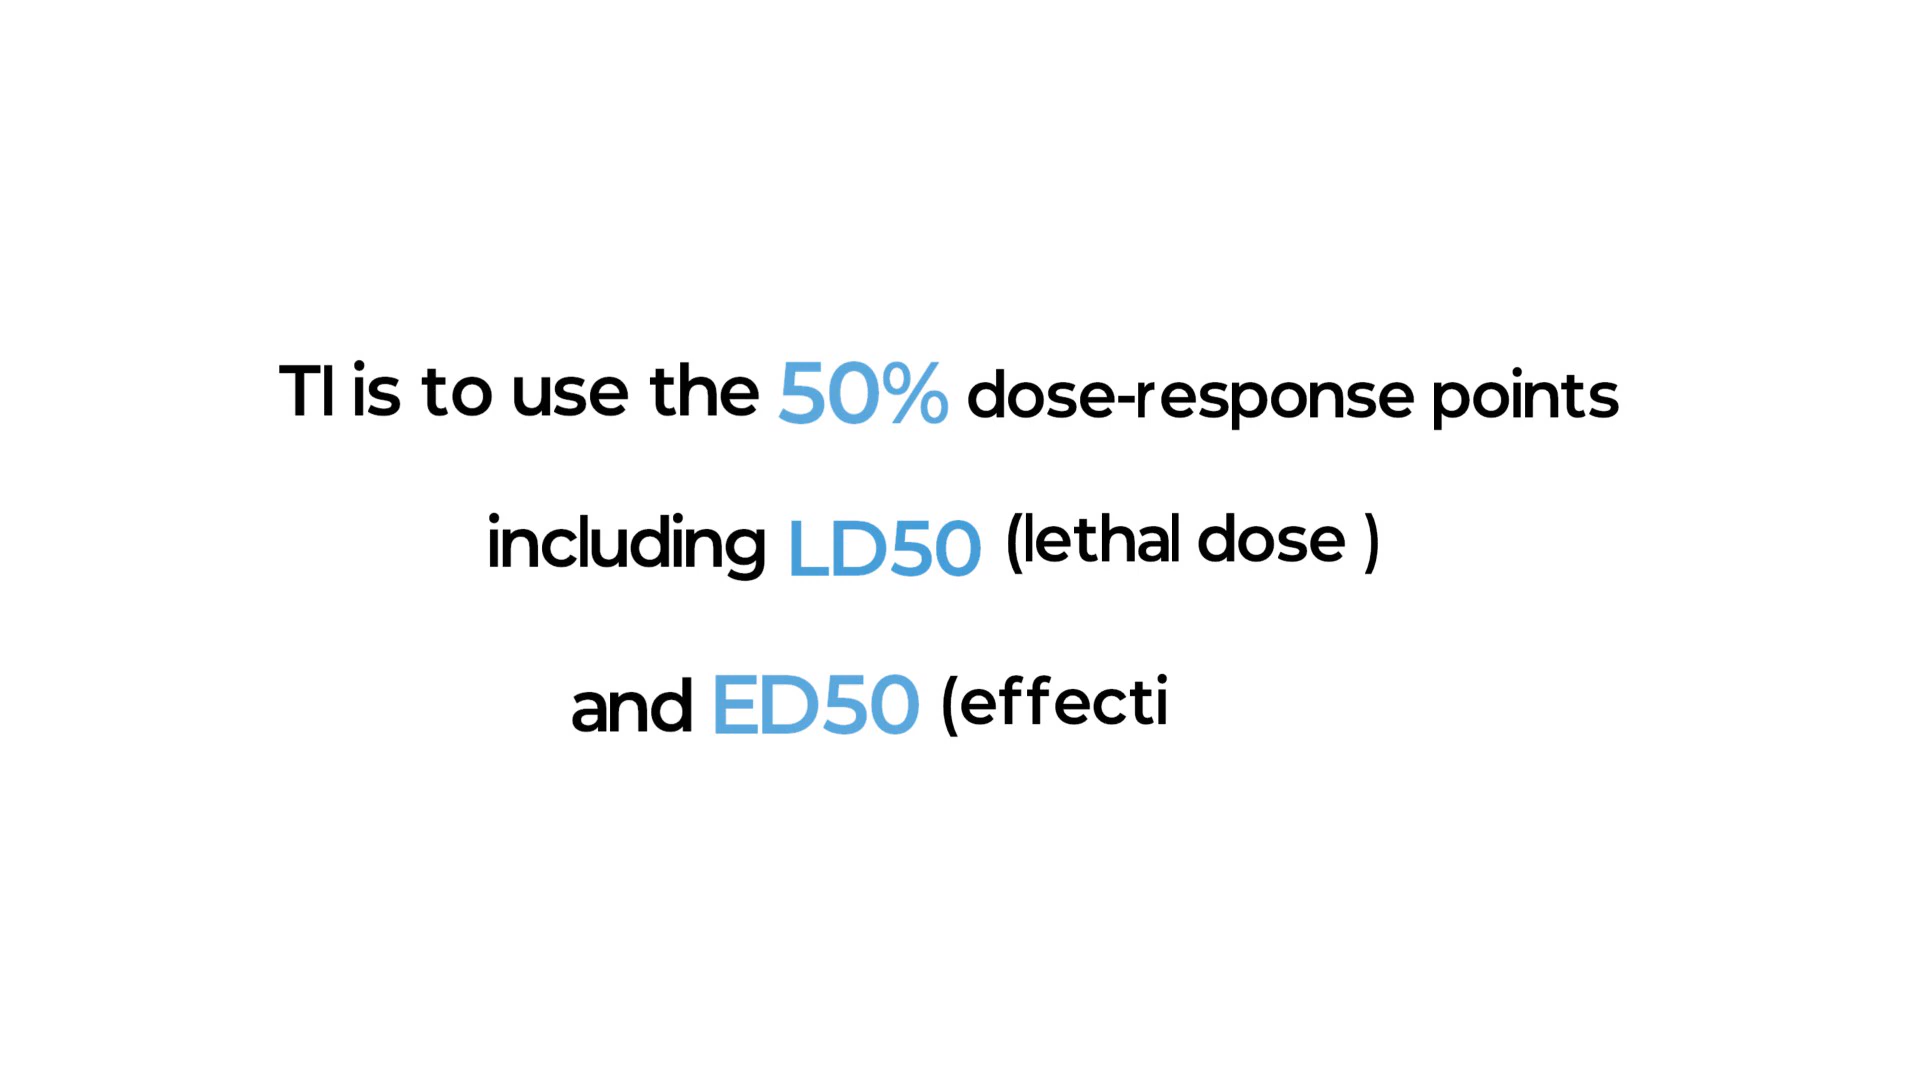 TI is to use the 50% dose-response points
including LD50 (lethal dose )
and ED50 (effecti